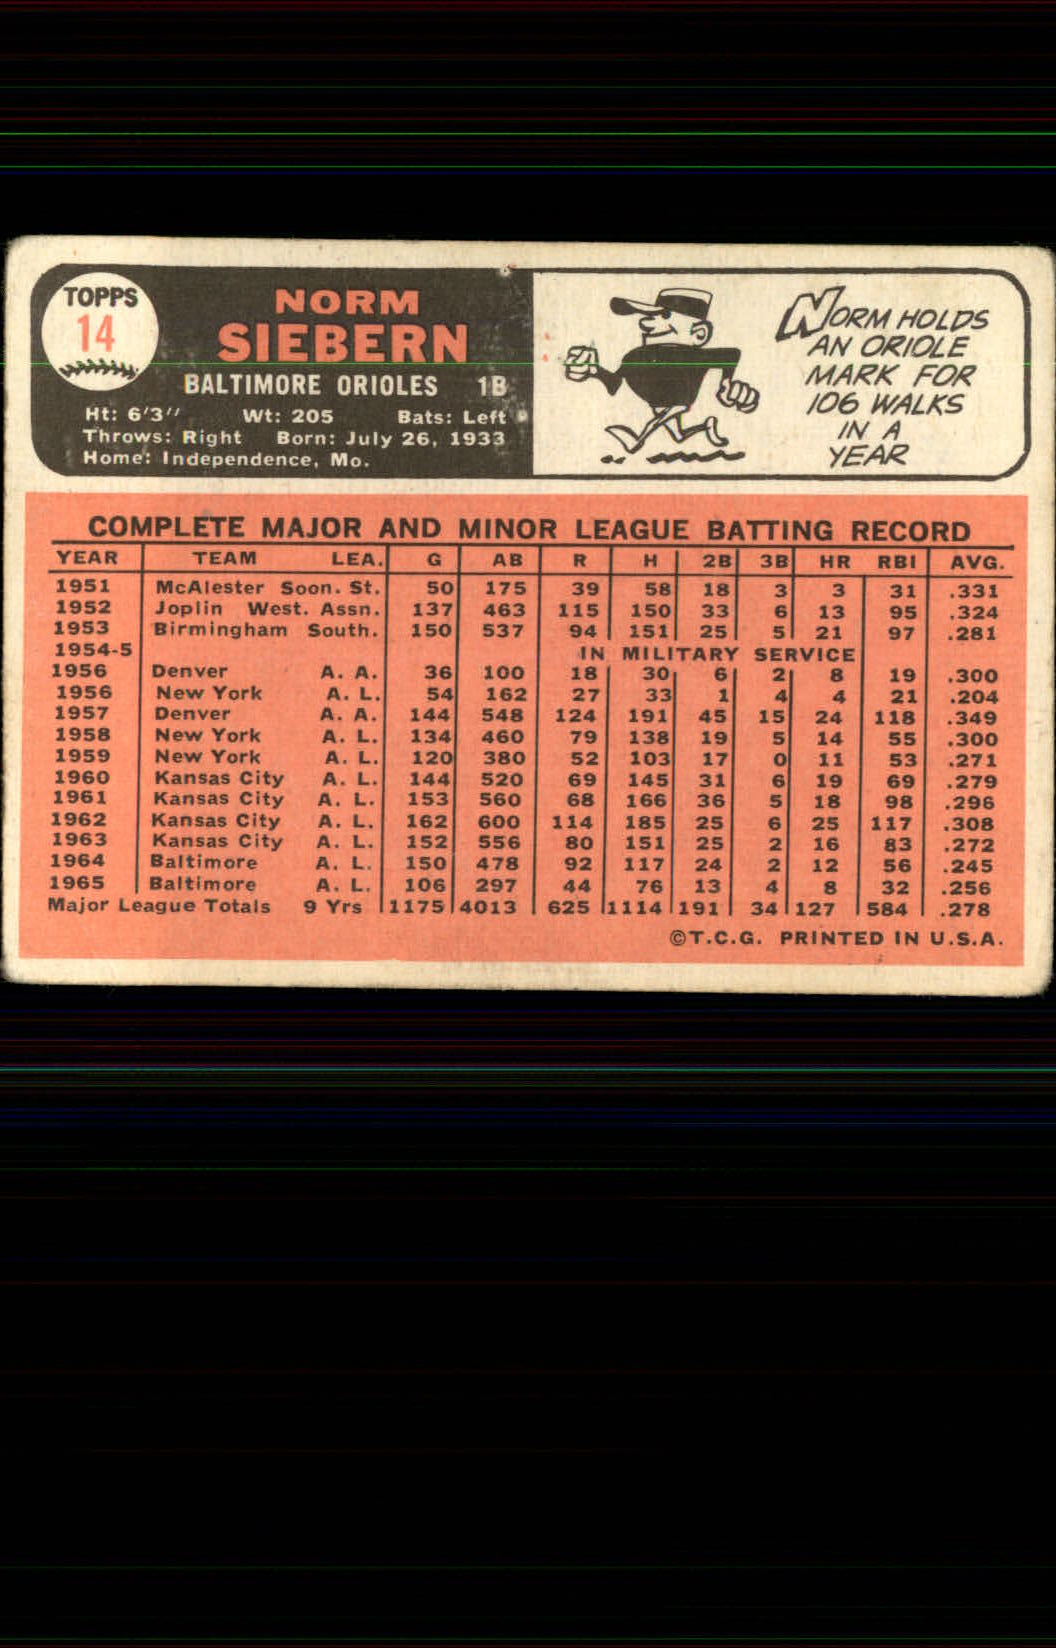 TOPPS
14
NORM
SIEBERN
BALTIMORE ORIOLES 1B
Ht: 6'3" Wt: 205 Bats: Left
Throws: Right Born: July 26, 1933
Home: Independence, Mo.
NORM HOLDS
AN ORIOLE
MARK FOR
106 WALKS
IN A
YEAR
COMPLETE MAJOR AND MINOR LEAGUE BATTING RECORD
YEAR TEAM LEA. G AB R H 2B 3B HR RBI AVG.
1951 McAlester Soon. St. 50 175 39 58 18 3 3 31 .331
1952 Joplin West. Assn. 137 463 115 150 33 6 13 95 .324
1953 Birmingham South. 150 537 94 151 25 5 21 97 .281
1954-5 IN MILITARY SERVICE
1956 Denver A. A. 36 100 18 30 6 2 8 19 .300
1956 New York A. L. 54 162 27 33 1 4 4 21 .204
1957 Denver A. A. 144 548 124 191 45 15 24 118 .349
1958 New York A. L. 134 460 79 138 19 5 14 55 .300
1959 New York A. L. 120 380 52 103 17 0 11 53 .271
1960 Kansas City A. L. 144 520 69 145 31 6 19 69 .279
1961 Kansas City A. L. 153 560 68 166 36 5 18 98 .296
1962 Kansas City A. L. 162 600 114 185 25 6 25 117 .308
1963 Kansas City A. L. 152 556 80 151 25 2 16 83 .272
1964 Baltimore A. L. 150 478 92 117 24 2 12 56 .245
1965 Baltimore A. L. 106 297 44 76 13 4 8 32 .256
Major League Totals 9 Yrs 1175 4013 625 1114 191 34 127 584 .278
©T.C.G. PRINTED IN U.S.A.